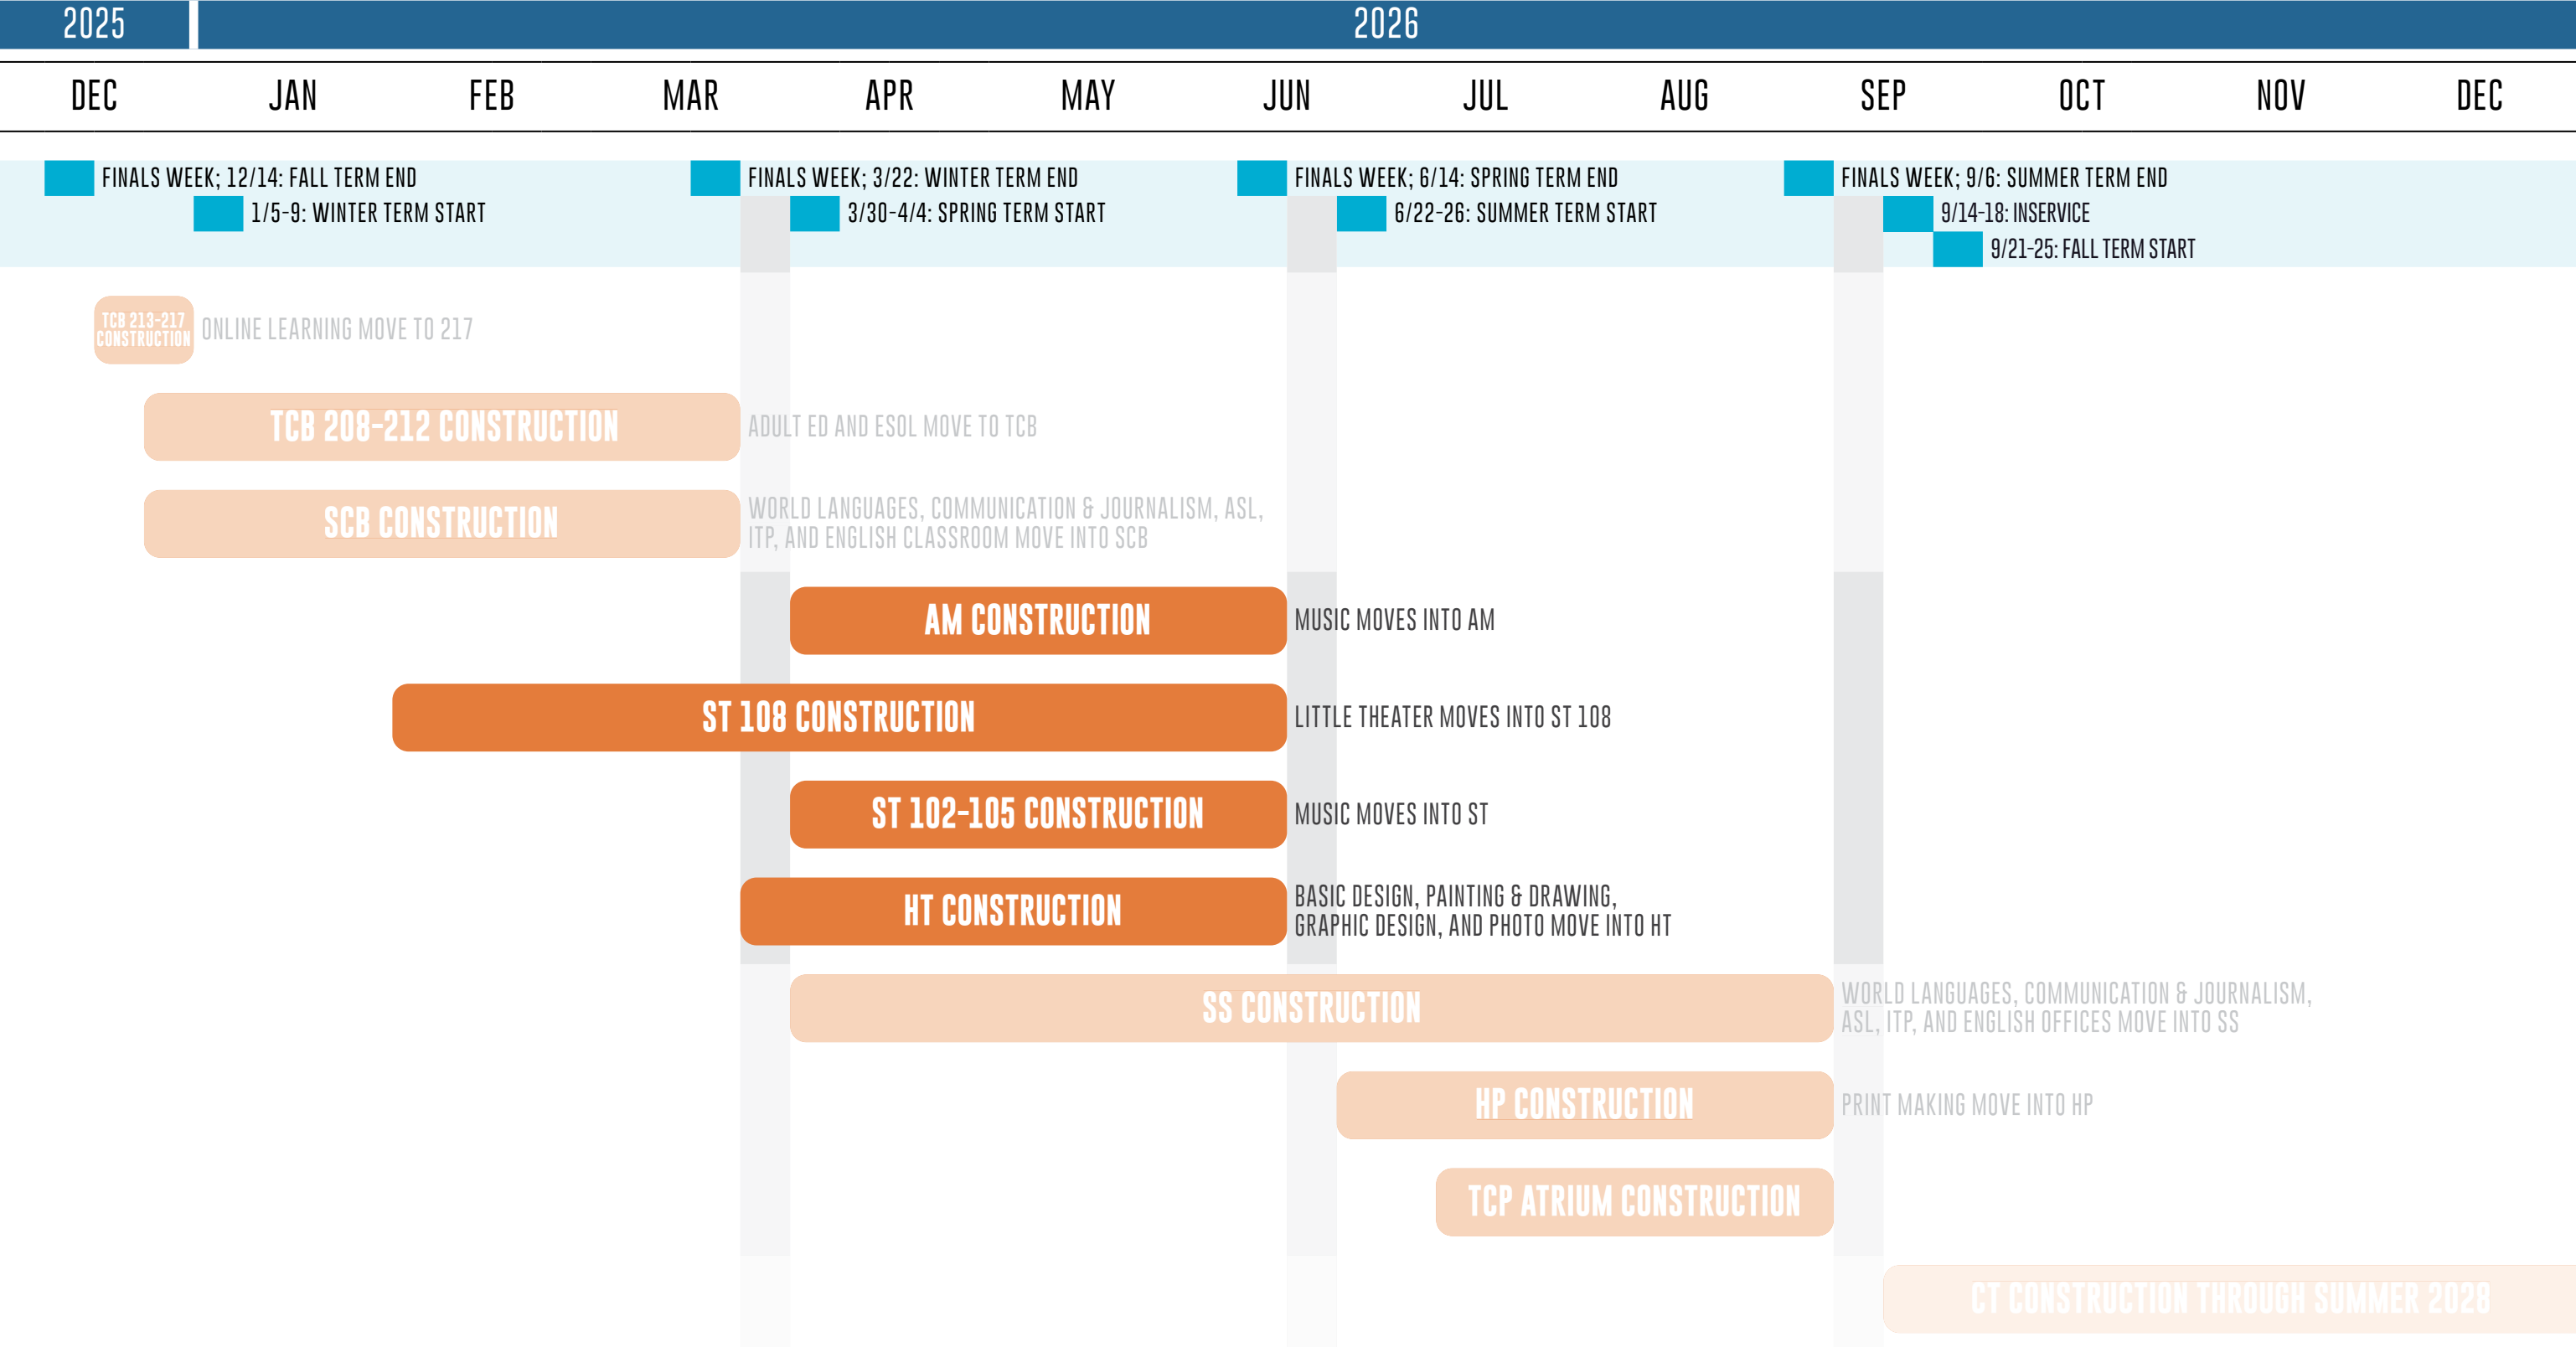 2025
2026
DEC
JAN
FEB
MAR
APR
MAY
JUN
JUL
AUG
SEP
OCT
NOV
DEC
FINALS WEEK; 12/14: FALL TERM END
FINALS WEEK; 3/22: WINTER TERM END
FINALS WEEK; 6/14: SPRING TERM END
FINALS WEEK; 9/6: SUMMER TERM END
1/5-9: WINTER TERM START
3/30-4/4: SPRING TERM START
6/22-26: SUMMER TERM START
9/14-18: INSERVICE
9/21-25: FALL TERM START
TCB 213-217
CONSTRUCTION
ONLINE LEARNING MOVE TO 217
TCB 208-212 CONSTRUCTION
ADULT ED AND ESOL MOVE TO TCB
SCB CONSTRUCTION
WORLD LANGUAGES, COMMUNICATION & JOURNALISM, ASL,
ITP, AND ENGLISH CLASSROOM MOVE INTO SCB
AM CONSTRUCTION
MUSIC MOVES INTO AM
ST 108 CONSTRUCTION
LITTLE THEATER MOVES INTO ST 108
ST 102-105 CONSTRUCTION
MUSIC MOVES INTO ST
HT CONSTRUCTION
BASIC DESIGN, PAINTING & DRAWING,
GRAPHIC DESIGN, AND PHOTO MOVE INTO HT
SS CONSTRUCTION
WORLD LANGUAGES, COMMUNICATION & JOURNALISM,
ASL, ITP, AND ENGLISH OFFICES MOVE INTO SS
HP CONSTRUCTION
PRINT MAKING MOVE INTO HP
TCP ATRIUM CONSTRUCTION
CT CONSTRUCTION THROUGH SUMMER 2028